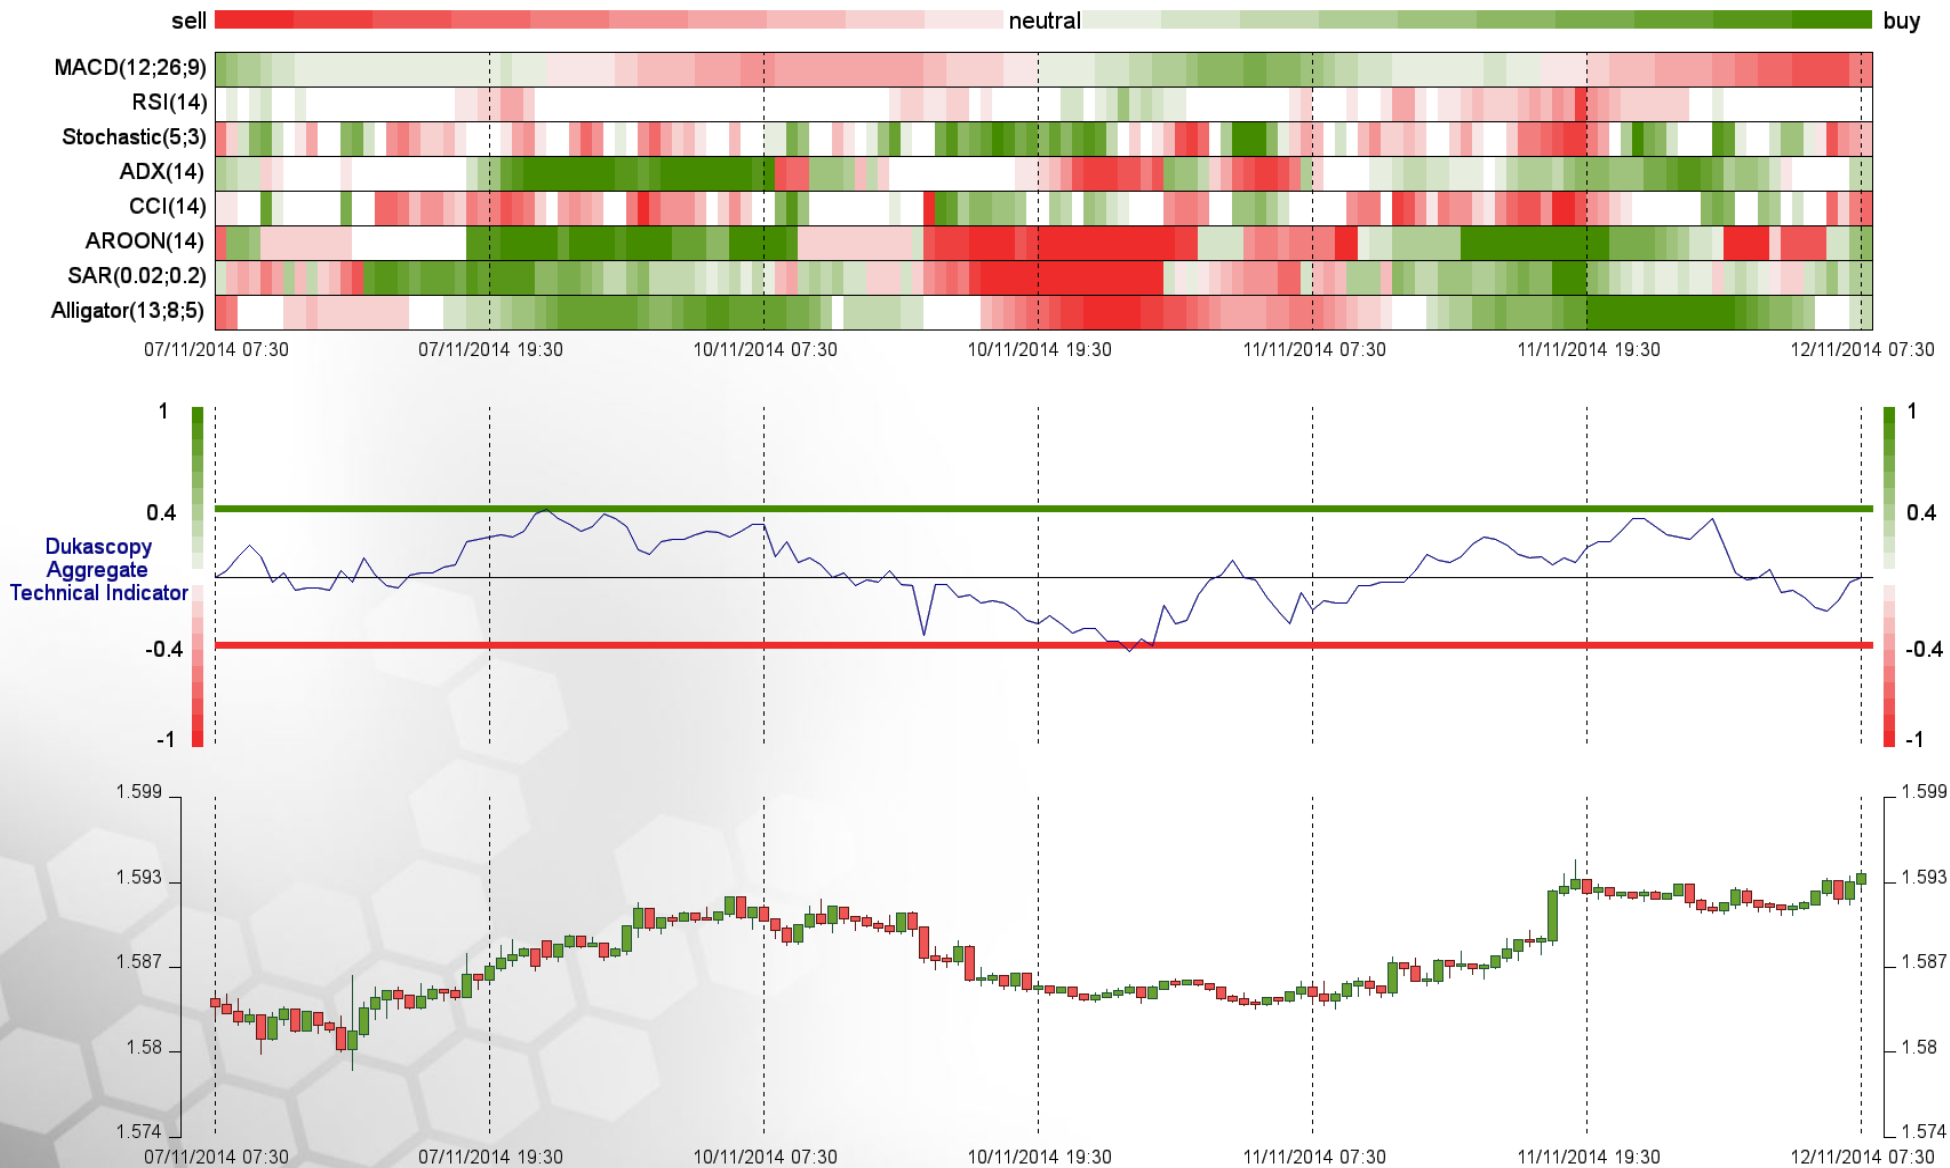 sell neutral buy
MACD(12;26;9)
RSI(14)
Stochastic(5;3)
ADX(14)
CCI(14)
AROON(14)
SAR(0.02;0.2)
Alligator(13;8;5)
07/11/2014 07:30 07/11/2014 19:30 10/11/2014 07:30 10/11/2014 19:30 11/11/2014 07:30 11/11/2014 19:30 12/11/2014 07:30
1 1
0.4 0.4
Dukascopy
Aggregate
Technical Indicator
-0.4 -0.4
-1 -1
1.599 1.599
1.593 1.593
1.587 1.587
1.58 1.58
1.574 1.574
07/11/2014 07:30 07/11/2014 19:30 10/11/2014 07:30 10/11/2014 19:30 11/11/2014 07:30 11/11/2014 19:30 12/11/2014 07:30